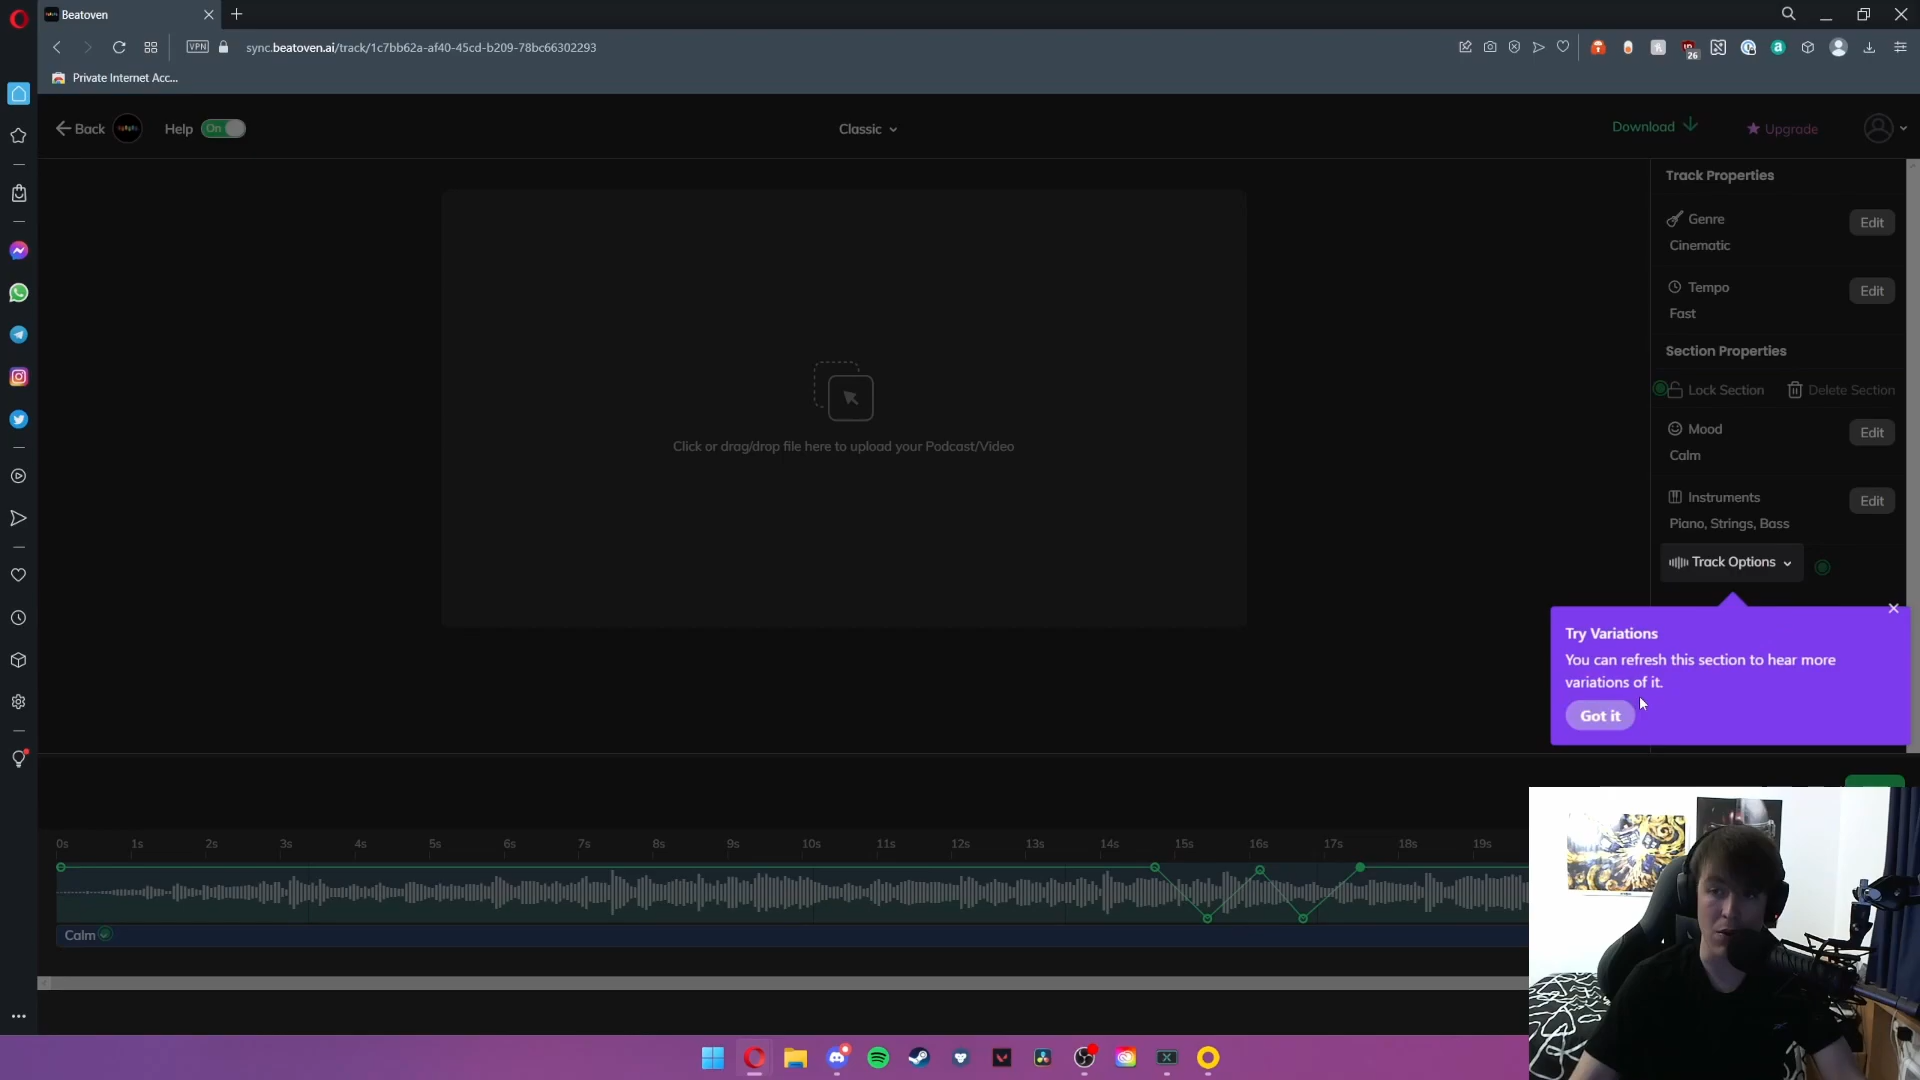 Beatoven
VPN
sync.beatoven.ai/track/1c7bb62a-af40-45cd-b209-78bc66302293
26
Private Internet Acc...
Back
Help
On
Classic
Download
Upgrade
Track Properties
Genre
Edit
Cinematic
Tempo
Edit
Fast
Section Properties
Lock Section
Delete Section
Mood
Edit
Calm
Instruments
Edit
Piano, Strings, Bass
Track Options
Click or drag/drop file here to upload your Podcast/Video
Try Variations
You can refresh this section to hear more
variations of it.
Got it
0s 1s 2s 3s 4s 5s 6s 7s 8s 9s 10s 11s 12s 13s 14s 15s 16s 17s 18s 19s
Calm